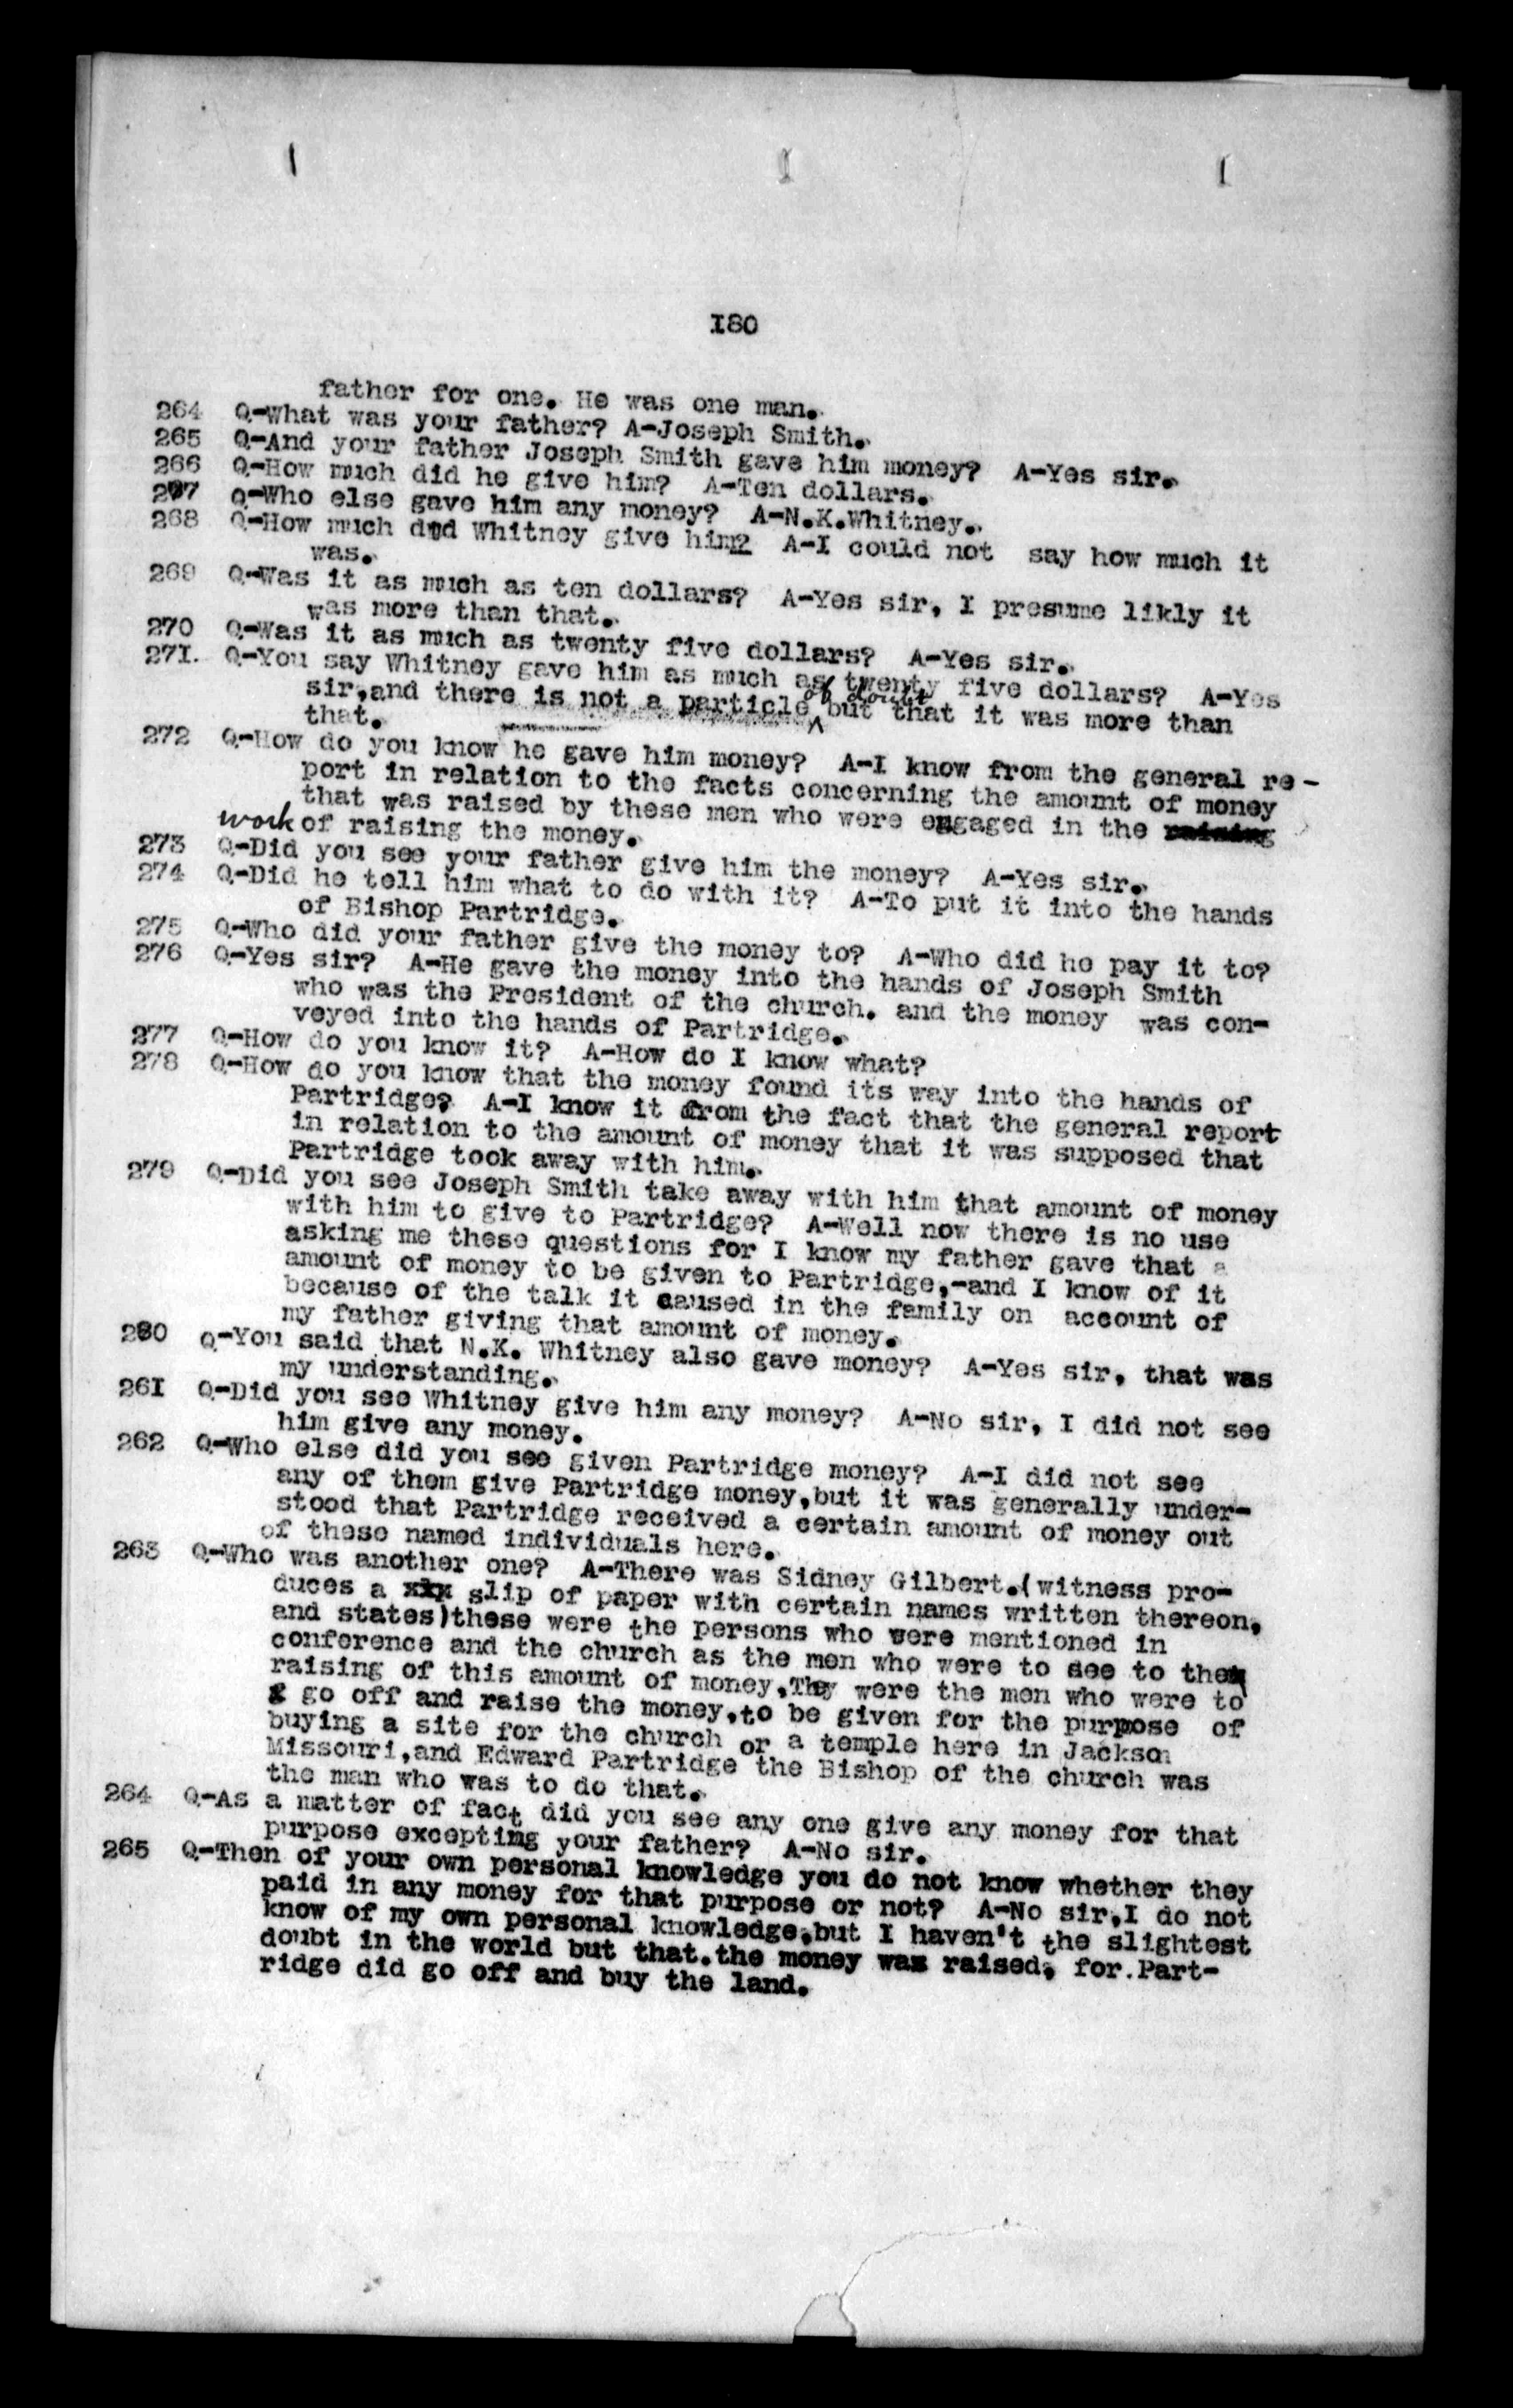 180
father for one. He was one man.
264 Q-What was your father? A-Joseph Smith.
265 Q-And your father Joseph Smith gave him money? A-Yes sir.
266 Q-How much did he give him? A-Ten dollars.
267 Q-Who else gave him any money? A-N.K.Whitney.
268 Q-How much did Whitney give him? A-I could not say how much it
was.
269 Q-Was it as much as ten dollars? A-Yes sir, I presume likly it
was more than that.
270 Q-Was it as much as twenty five dollars? A-Yes sir.
271. Q-You say Whitney gave him as much as twenty five dollars? A-Yes
sir,and there is not a particle of doubt but that it was more than
that.
272 Q-How do you know he gave him money? A-I know from the general re-
port in relation to the facts concerning the amount of money
that was raised by these men who were engaged in the raising
work of raising the money.
273 Q-Did you see your father give him the money? A-Yes sir.
274 Q-Did he tell him what to do with it? A-To put it into the hands
of Bishop Partridge.
275 Q-Who did your father give the money to? A-Who did he pay it to?
276 Q-Yes sir? A-He gave the money into the hands of Joseph Smith
who was the President of the church. and the money was con-
veyed into the hands of Partridge.
277 Q-How do you know it? A-How do I know what?
278 Q-How do you know that the money found its way into the hands of
Partridge? A-I know it from the fact that the general report
in relation to the amount of money that it was supposed that
Partridge took away with him.
279 Q-Did you see Joseph Smith take away with him that amount of money
with him to give to Partridge? A-Well now there is no use
asking me these questions for I know my father gave that a
amount of money to be given to Partridge,-and I know of it
because of the talk it caused in the family on account of
my father giving that amount of money.
280 Q-You said that N.K. Whitney also gave money? A-Yes sir, that was
my understanding.
261 Q-Did you see Whitney give him any money? A-No sir, I did not see
him give any money.
262 Q-Who else did you see given Partridge money? A-I did not see
any of them give Partridge money,but it was generally under-
stood that Partridge received a certain amount of money out
of these named individuals here.
263 Q-Who was another one? A-There was Sidney Gilbert.(witness pro-
duces a xxx slip of paper with certain names written thereon,
and states)these were the persons who were mentioned in
conference and the church as the men who were to see to the
raising of this amount of money,They were the men who were to
g go off and raise the money,to be given for the purpose of
buying a site for the church or a temple here in Jackson
Missouri,and Edward Partridge the Bishop of the church was
the man who was to do that.
264 Q-As a matter of fact did you see any one give any money for that
purpose excepting your father? A-No sir.
265 Q-Then of your own personal knowledge you do not know whether they
paid in any money for that purpose or not? A-No sir,I do not
know of my own personal knowledge,but I haven't the slightest
doubt in the world but that.the money was raised, for.Part-
ridge did go off and buy the land.